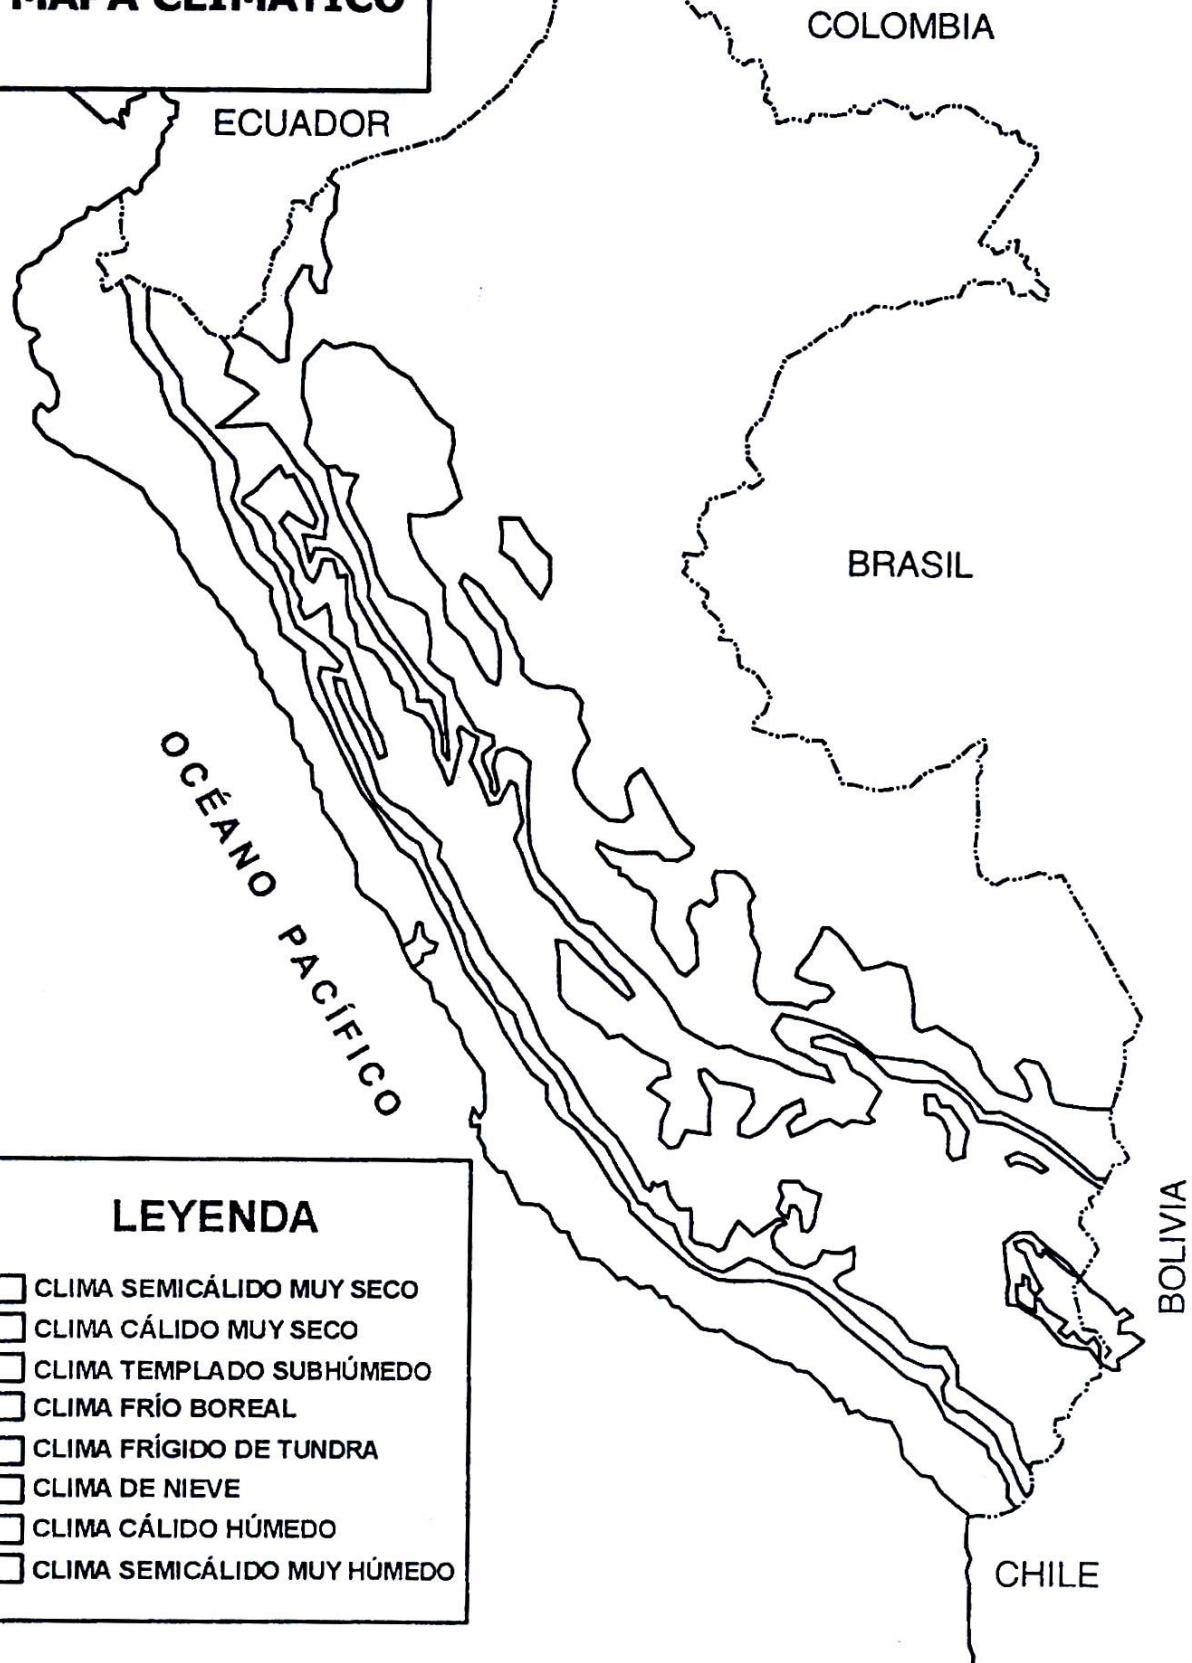 MAPA CLIMÁTICO
COLOMBIA
ECUADOR
BRASIL
OCÉANO PACÍFICO
BOLIVIA
LEYENDA
CLIMA SEMICÁLIDO MUY SECO
CLIMA CÁLIDO MUY SECO
CLIMA TEMPLADO SUBHÚMEDO
CLIMA FRÍO BOREAL
CLIMA FRÍGIDO DE TUNDRA
CLIMA DE NIEVE
CLIMA CÁLIDO HÚMEDO
CLIMA SEMICÁLIDO MUY HÚMEDO
CHILE